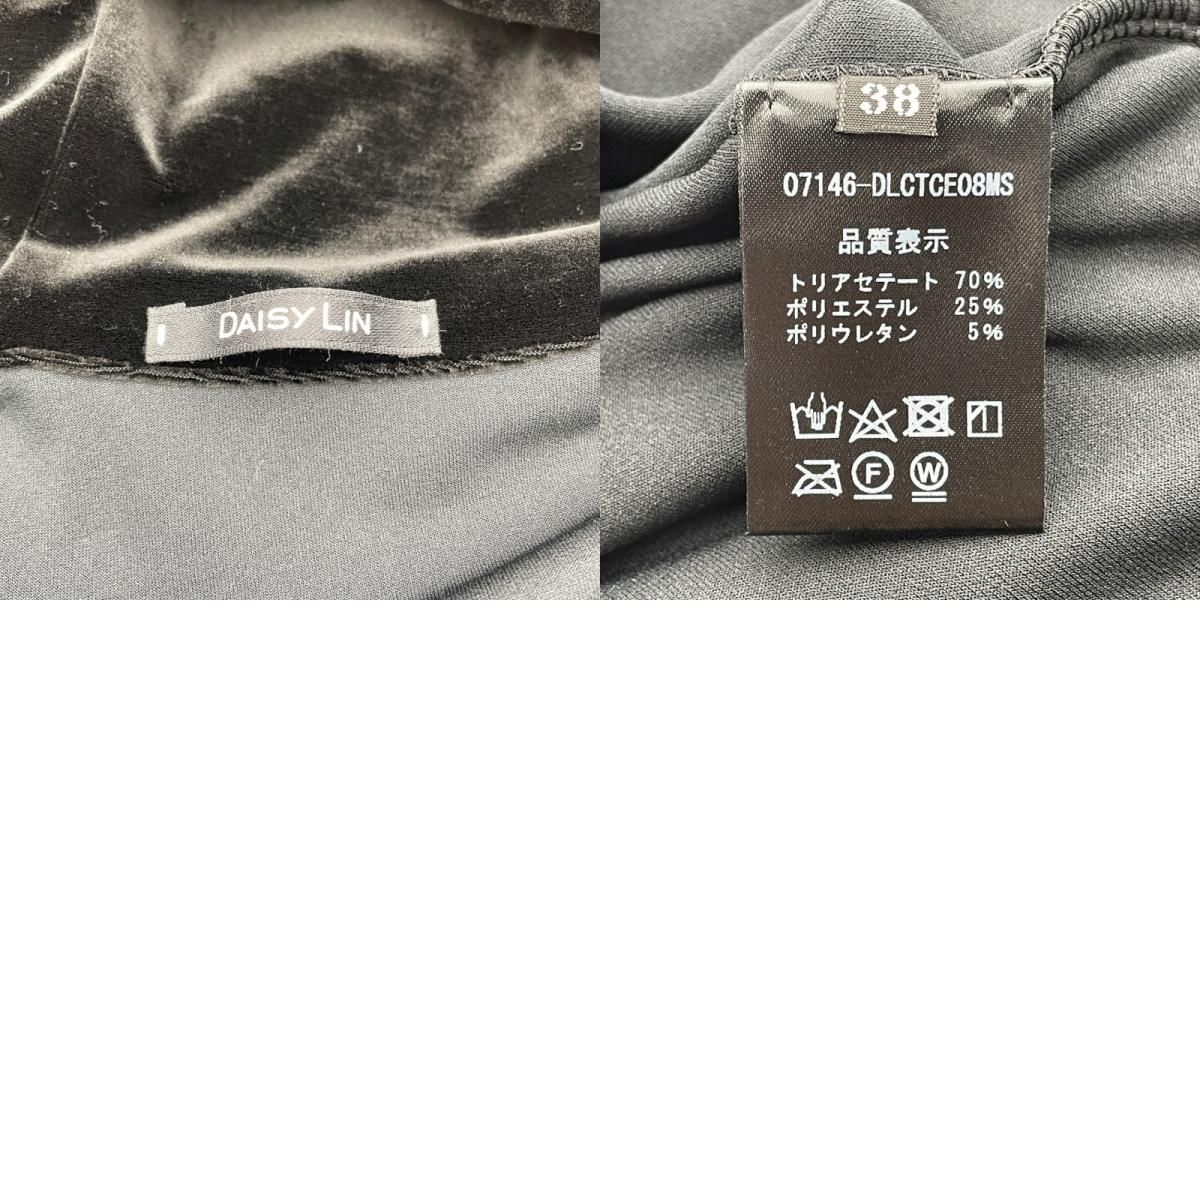 DAISY LIN
38
07146-DLCTCE08MS
品質表示
トリアセテート 70%
ポリエステル 25%
ポリウレタン 5%
F W